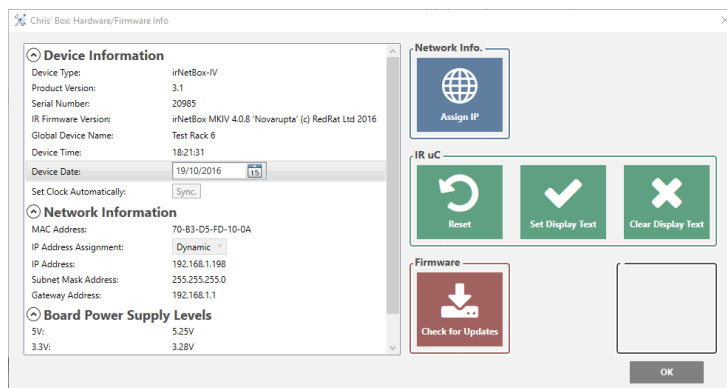 Chris' Box: Hardware/Firmware Info
Device Information
Device Type: irNetBox-IV
Product Version: 3.1
Serial Number: 20985
IR Firmware Version: irNetBox MKIV 4.0.8 'Novarupta' (c) RedRat Ltd 2016
Global Device Name: Test Rack 6
Device Time: 18:21:31
Device Date: 19/10/2016 15
Set Clock Automatically: Sync.
Network Information
MAC Address: 70-B3-D5-FD-10-0A
IP Address Assignment: Dynamic
IP Address: 192.168.1.198
Subnet Mask Address: 255.255.255.0
Gateway Address: 192.168.1.1
Board Power Supply Levels
5V: 5.25V
3.3V: 3.28V
Network Info.
Assign IP
IR uC
Reset Set Display Text Clear Display Text
Firmware
Check for Updates
OK